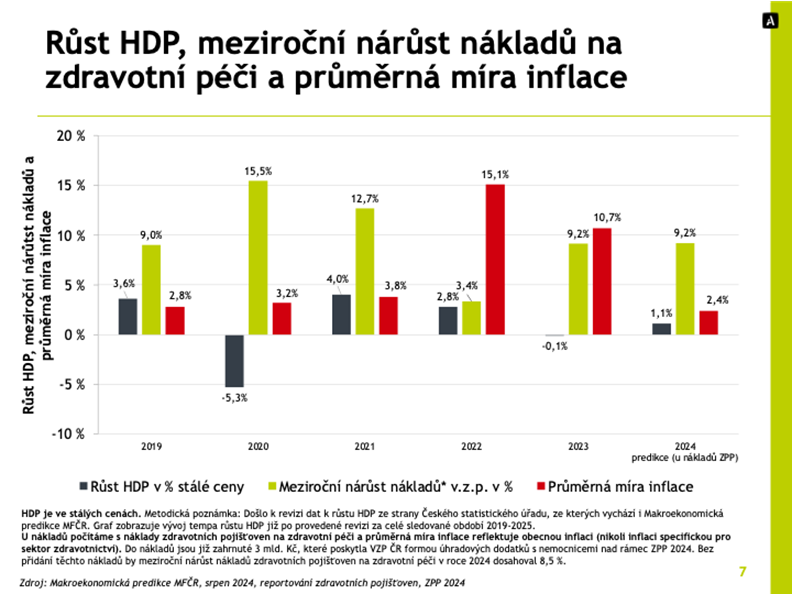 A
Růst HDP, meziroční nárůst nákladů na
zdravotní péči a průměrná míra inflace
Růst HDP, meziroční nárůtst nákladů a
průměrná míra inflace
20 %
15 %
10 %
5 %
0 %
-5 %
-10 %
3,6%
9,0%
2,8%
-5,3%
15,5%
3,2%
4,0%
12,7%
3,8%
2,8%
3,4%
15,1%
-0,1%
9,2%
10,7%
1,1%
9,2%
2,4%
2019
2020
2021
2022
2023
2024
predikce (u nákladů ZPP)
Růst HDP v % stálé ceny
Meziroční nárůst nákladů* v.z.p. v %
Průměrná míra inflace
HDP je ve stálých cenách. Metodická poznámka: Došlo k revizi dat k růstu HDP ze strany Českého statistického úřadu, ze kterých vychází i Makroekonomická
predikce MFČR. Graf zobrazuje vývoj tempa růstu HDP již po provedené revizi za celé sledované období 2019-2025.
U nákladů počítáme s náklady zdravotních pojišťoven na zdravotní péči a průměrná míra inflace reflektuje obecnou inflaci (nikoli inflaci specifickou pro
sektor zdravotnictví). Do nákladů jsou již zahrnuté 3 mld. Kč, které poskytla VZP ČR formou úhradových dodatků s nemocnicemi nad rámec ZPP 2024. Bez
přidání těchto nákladů by meziroční nárůst nákladů zdravotních pojišťoven na zdravotní péči v roce 2024 dosahoval 8,5 %.
7
Zdroj: Makroekonomická predikce MFČR, srpen 2024, reportování zdravotních pojišťoven, ZPP 2024